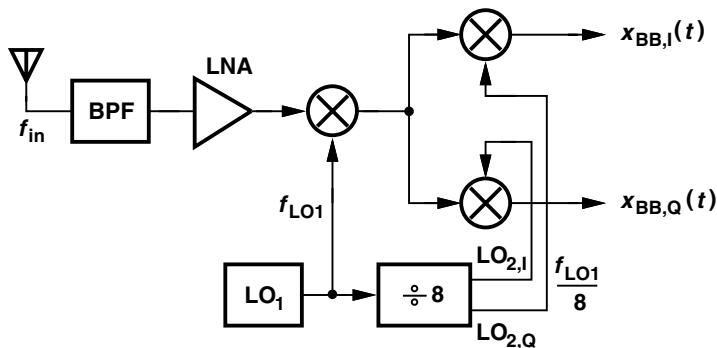 x_BB,I(t)
LNA
BPF
f_in
f_LO1
x_BB,Q(t)
LO_2,I
f_LO1
8
LO_1
÷ 8
LO_2,Q